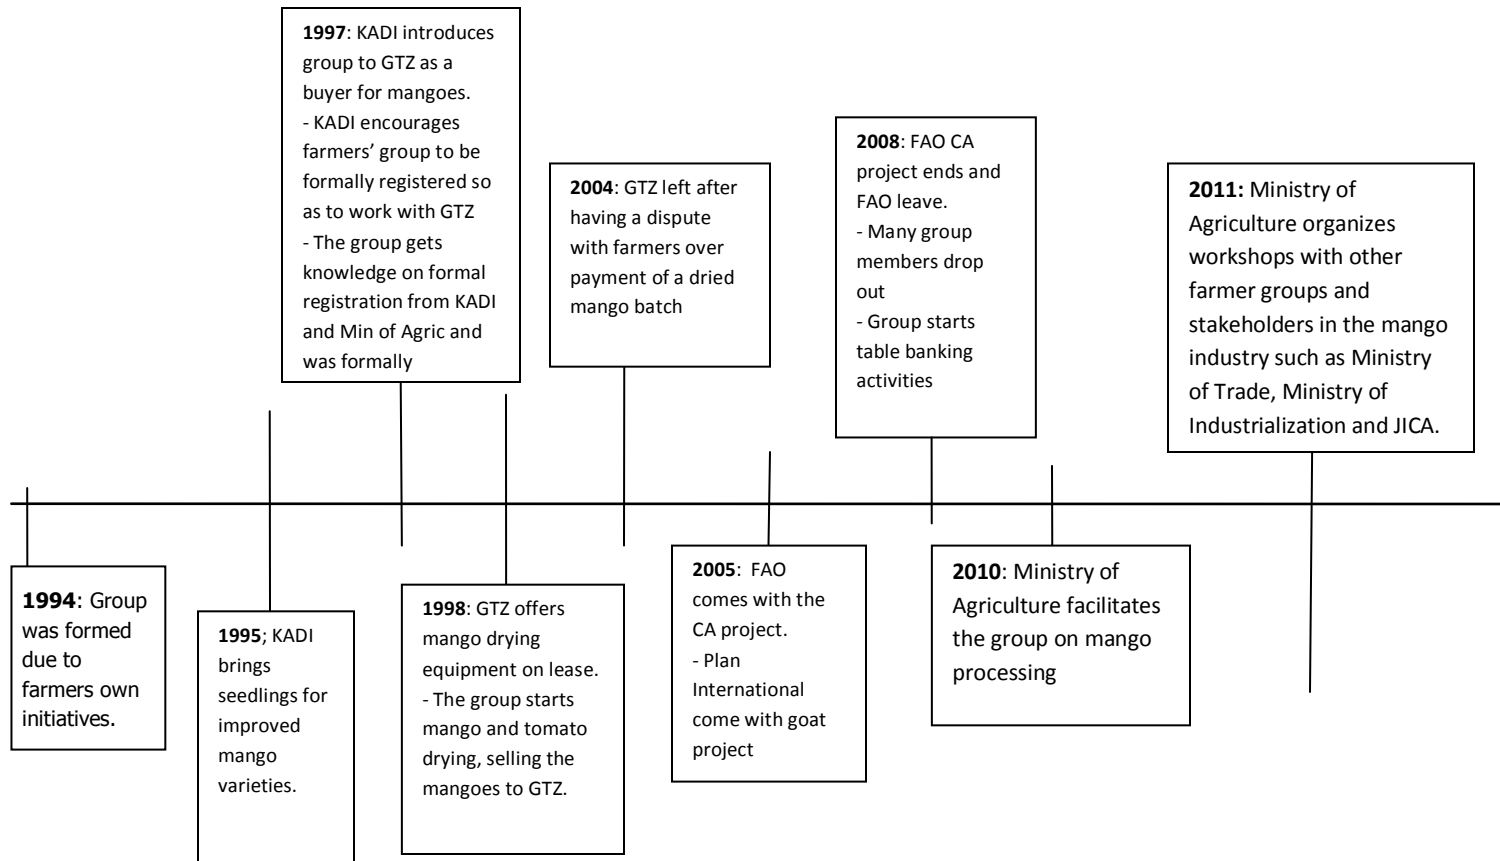 1997: KADI introduces
group to GTZ as a
buyer for mangoes.
- KADI encourages
farmers’ group to be
formally registered so
as to work with GTZ
- The group gets
knowledge on formal
registration from KADI
and Min of Agric and
was formally
2004: GTZ left after
having a dispute
with farmers over
payment of a dried
mango batch
2008: FAO CA
project ends and
FAO leave.
- Many group
members drop
out
- Group starts
table banking
activities
2011: Ministry of
Agriculture organizes
workshops with other
farmer groups and
stakeholders in the mango
industry such as Ministry
of Trade, Ministry of
Industrialization and JICA.
1994: Group
was formed
due to
farmers own
initiatives.
1995; KADI
brings
seedlings for
improved
mango
varieties.
1998: GTZ offers
mango drying
equipment on lease.
- The group starts
mango and tomato
drying, selling the
mangoes to GTZ.
2005: FAO
comes with the
CA project.
- Plan
International
come with goat
project
2010: Ministry of
Agriculture facilitates
the group on mango
processing